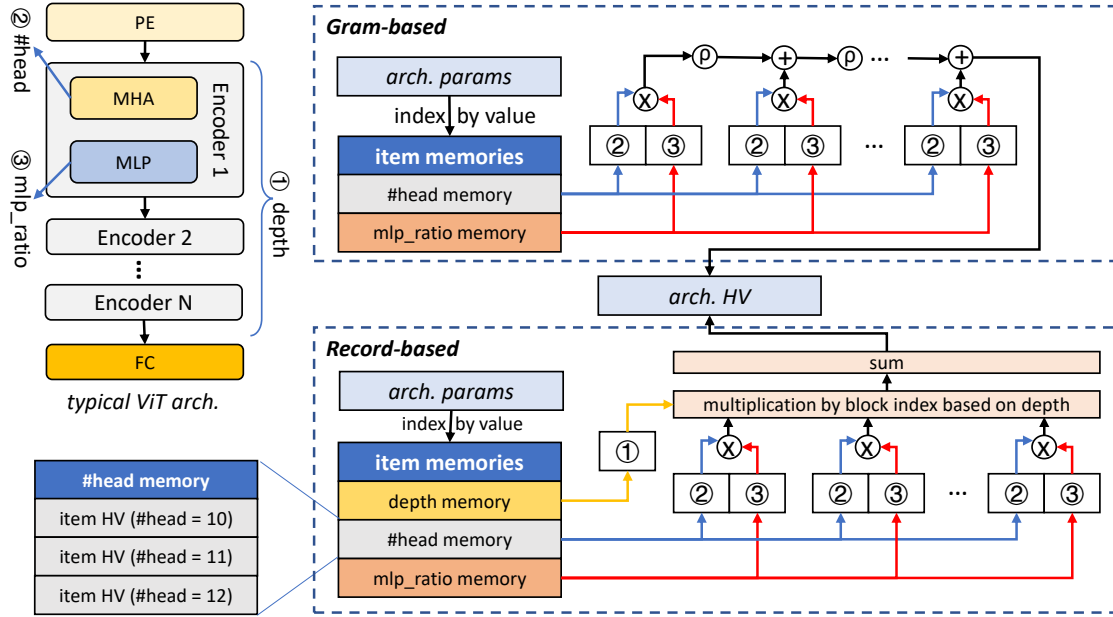 ② #head
③ mlp_ratio
PE
MHA
MLP
Encoder 1
① depth
Encoder 2
...
Encoder N
FC
typical ViT arch.
#head memory
item HV (#head = 10)
item HV (#head = 11)
item HV (#head = 12)
Gram-based
arch. params
index by value
item memories
#head memory
mlp_ratio memory
ρ + ρ ... +
x x x
② ③ ② ③ ... ② ③
arch. HV
Record-based
arch. params
index by value
item memories
depth memory
#head memory
mlp_ratio memory
sum
multiplication by block index based on depth
①
x x x
② ③ ② ③ ... ② ③